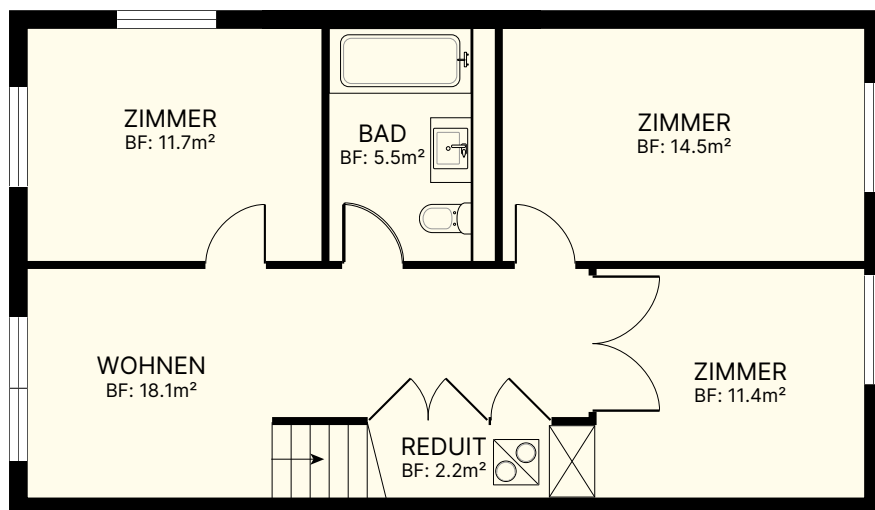 ZIMMER
BF: 11.7m²
BAD
BF: 5.5m²
ZIMMER
BF: 14.5m²
WOHNEN
BF: 18.1m²
ZIMMER
BF: 11.4m²
REDUIT
BF: 2.2m²